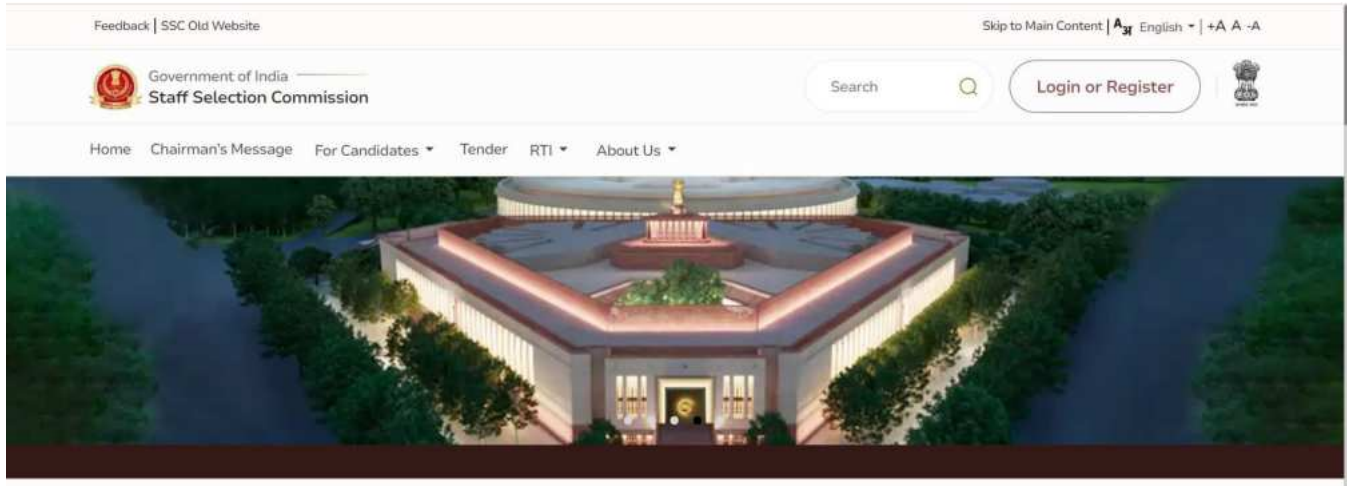 Feedback | SSC Old Website
Skip to Main Content | Aअ English | +A A -A
Government of India
Staff Selection Commission
Search
Login or Register
Home Chairman's Message For Candidates Tender RTI About Us